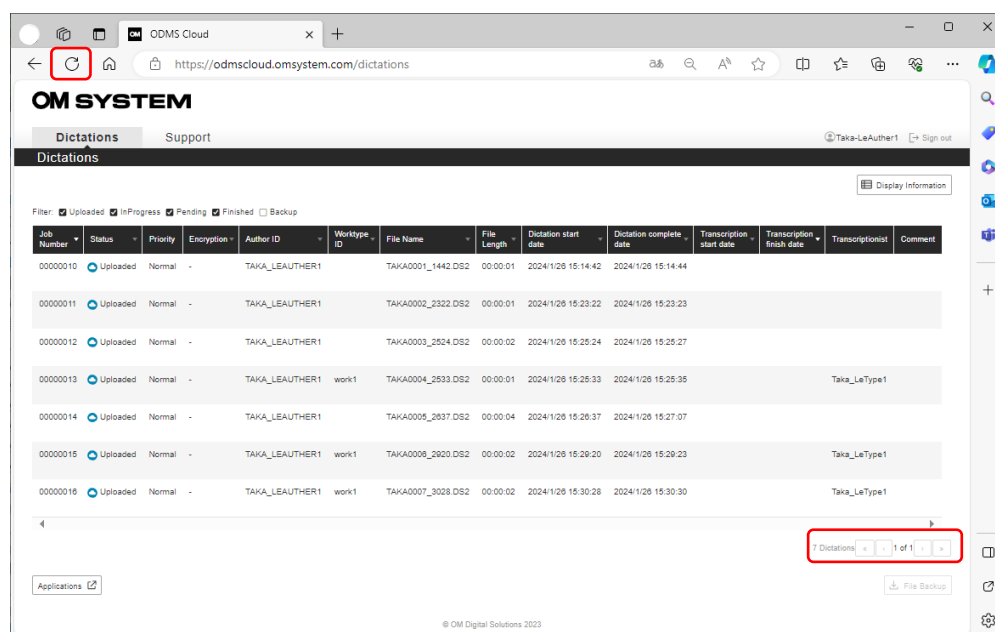 OM ODMS Cloud
https://odmscloud.omsystem.com/dictations
OM SYSTEM
Dictations Support
Taka-LeAuther1 Sign out
Dictations
Display Information
Filter: Uploaded InProgress Pending Finished Backup
Job Number Status Priority Encryption Author ID Worktype ID File Name File Length Dictation start date Dictation complete date Transcription start date Transcription finish date Transcriptionist Comment
00000010 Uploaded Normal - TAKA_LEAUTHER1 TAKA0001_1442.DS2 00:00:01 2024/1/26 15:14:42 2024/1/26 15:14:44
00000011 Uploaded Normal - TAKA_LEAUTHER1 TAKA0002_2322.DS2 00:00:01 2024/1/26 15:23:22 2024/1/26 15:23:23
00000012 Uploaded Normal - TAKA_LEAUTHER1 TAKA0003_2524.DS2 00:00:02 2024/1/26 15:25:24 2024/1/26 15:25:27
00000013 Uploaded Normal - TAKA_LEAUTHER1 work1 TAKA0004_2533.DS2 00:00:01 2024/1/26 15:25:33 2024/1/26 15:25:35 Taka_LeType1
00000014 Uploaded Normal - TAKA_LEAUTHER1 TAKA0005_2637.DS2 00:00:04 2024/1/26 15:26:37 2024/1/26 15:27:07
00000015 Uploaded Normal - TAKA_LEAUTHER1 work1 TAKA0006_2920.DS2 00:00:02 2024/1/26 15:29:20 2024/1/26 15:29:23 Taka_LeType1
00000016 Uploaded Normal - TAKA_LEAUTHER1 work1 TAKA0007_3028.DS2 00:00:02 2024/1/26 15:30:28 2024/1/26 15:30:30 Taka_LeType1
7 Dictations « ‹ 1 of 1 › »
Applications File Backup
© OM Digital Solutions 2023